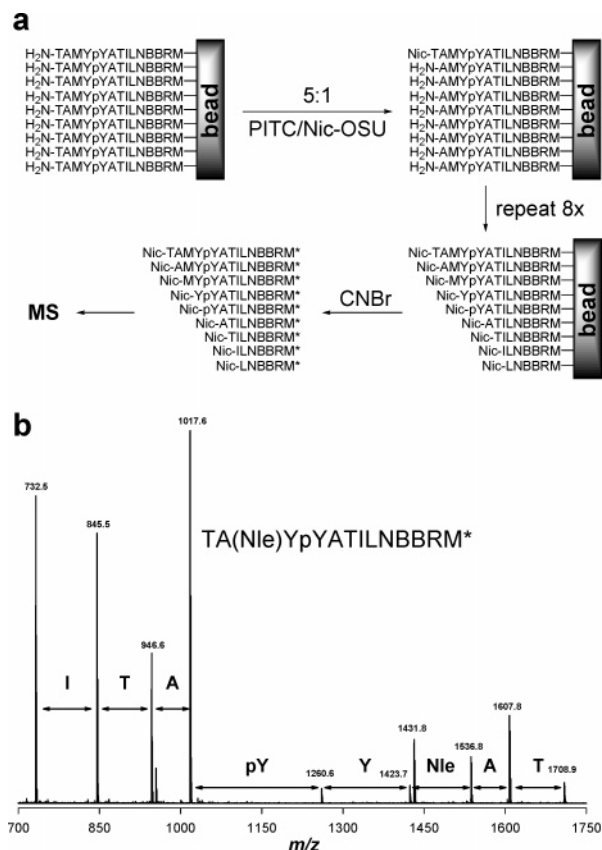 a
H2N-TAMYpYATILNBBRM
H2N-TAMYpYATILNBBRM
H2N-TAMYpYATILNBBRM
H2N-TAMYpYATILNBBRM
H2N-TAMYpYATILNBBRM
H2N-TAMYpYATILNBBRM
H2N-TAMYpYATILNBBRM
H2N-TAMYpYATILNBBRM
H2N-TAMYpYATILNBBRM
bead
5:1
PITC/Nic-OSU
Nic-TAMYpYATILNBBRM
H2N-AMYpYATILNBBRM
H2N-AMYpYATILNBBRM
H2N-AMYpYATILNBBRM
H2N-AMYpYATILNBBRM
H2N-AMYpYATILNBBRM
H2N-AMYpYATILNBBRM
H2N-AMYpYATILNBBRM
H2N-AMYpYATILNBBRM
bead
repeat 8x
Nic-TAMYpYATILNBBRM
Nic-AMYpYATILNBBRM
Nic-MYpYATILNBBRM
Nic-YpYATILNBBRM
Nic-pYATILNBBRM
Nic-ATILNBBRM
Nic-TILNBBRM
Nic-ILNBBRM
Nic-LNBBRM
bead
CNBr
Nic-TAMYpYATILNBBRM*
Nic-AMYpYATILNBBRM*
Nic-MYpYATILNBBRM*
Nic-YpYATILNBBRM*
Nic-pYATILNBBRM*
Nic-ATILNBBRM*
Nic-TILNBBRM*
Nic-ILNBBRM*
Nic-LNBBRM*
MS
b
1017.6
732.5
845.5
TA(Nle)YpYATILNBBRM*
946.6
I
T
A
pY
1260.6
Y
1423.7
1431.8
Nle
1536.8
A
1607.8
T
1708.9
700 850 1000 1150 1300 1450 1600 1750
m/z